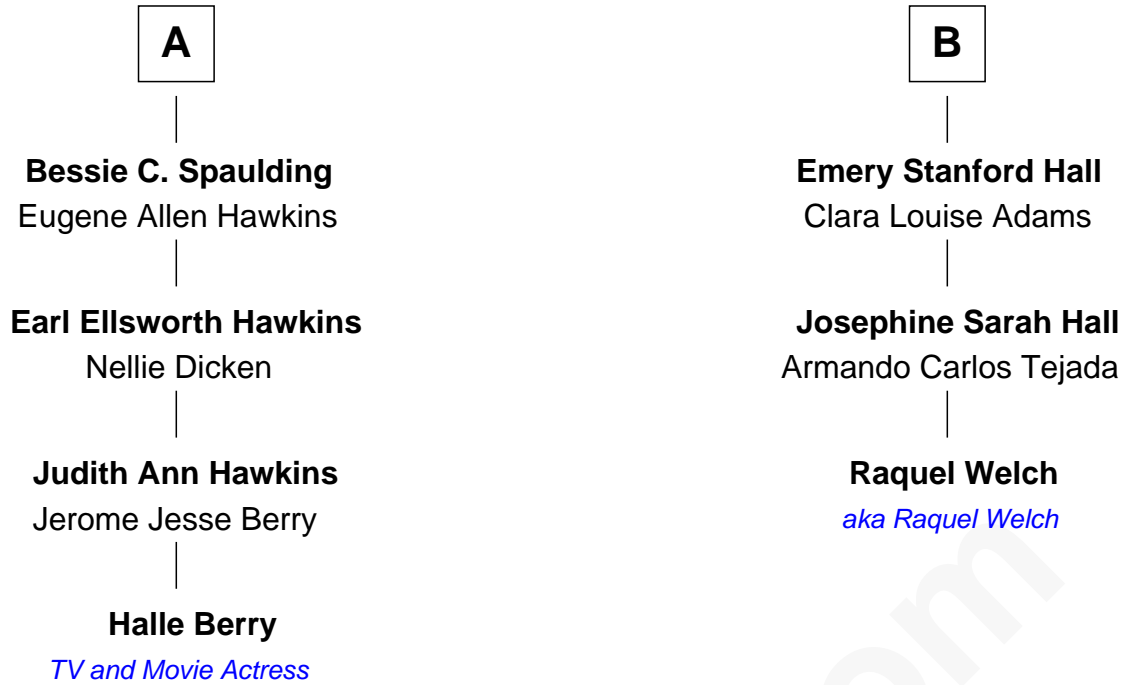 A
Bessie C. Spaulding
Eugene Allen Hawkins
Earl Ellsworth Hawkins
Nellie Dicken
Judith Ann Hawkins
Jerome Jesse Berry
Halle Berry
TV and Movie Actress
B
Emery Stanford Hall
Clara Louise Adams
Josephine Sarah Hall
Armando Carlos Tejada
Raquel Welch
aka Raquel Welch
om